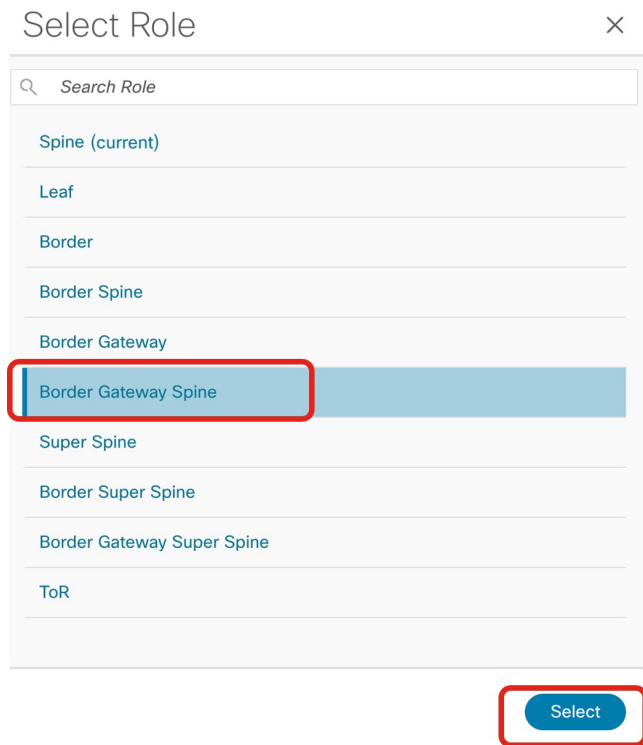 Select Role
Search Role
Spine (current)
Leaf
Border
Border Spine
Border Gateway
Border Gateway Spine
Super Spine
Border Super Spine
Border Gateway Super Spine
ToR
Select